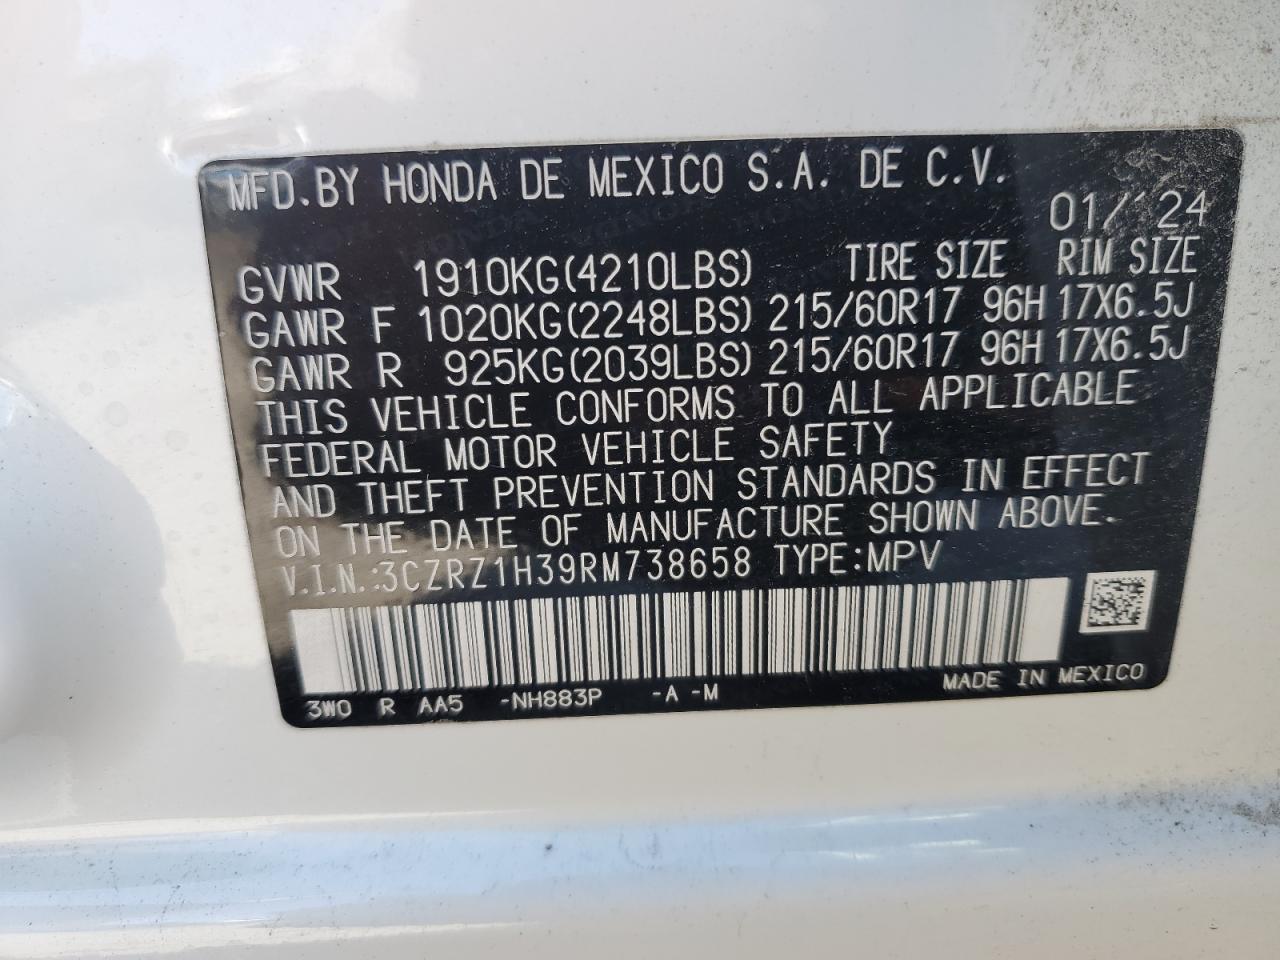 MFD.BY HONDA DE MEXICO S.A. DE C.V.
01/ 24
GVWR 1910KG(4210LBS) TIRE SIZE RIM SIZE
GAWR F 1020KG(2248LBS) 215/60R17 96H 17X6.5J
GAWR R 925KG(2039LBS) 215/60R17 96H 17X6.5J
THIS VEHICLE CONFORMS TO ALL APPLICABLE
FEDERAL MOTOR VEHICLE SAFETY
AND THEFT PREVENTION STANDARDS IN EFFECT
ON THE DATE OF MANUFACTURE SHOWN ABOVE.
V.I.N.:3CZRZ1H39RM738658 TYPE:MPV
3W0 R AA5 -NH883P -A -M MADE IN MEXICO